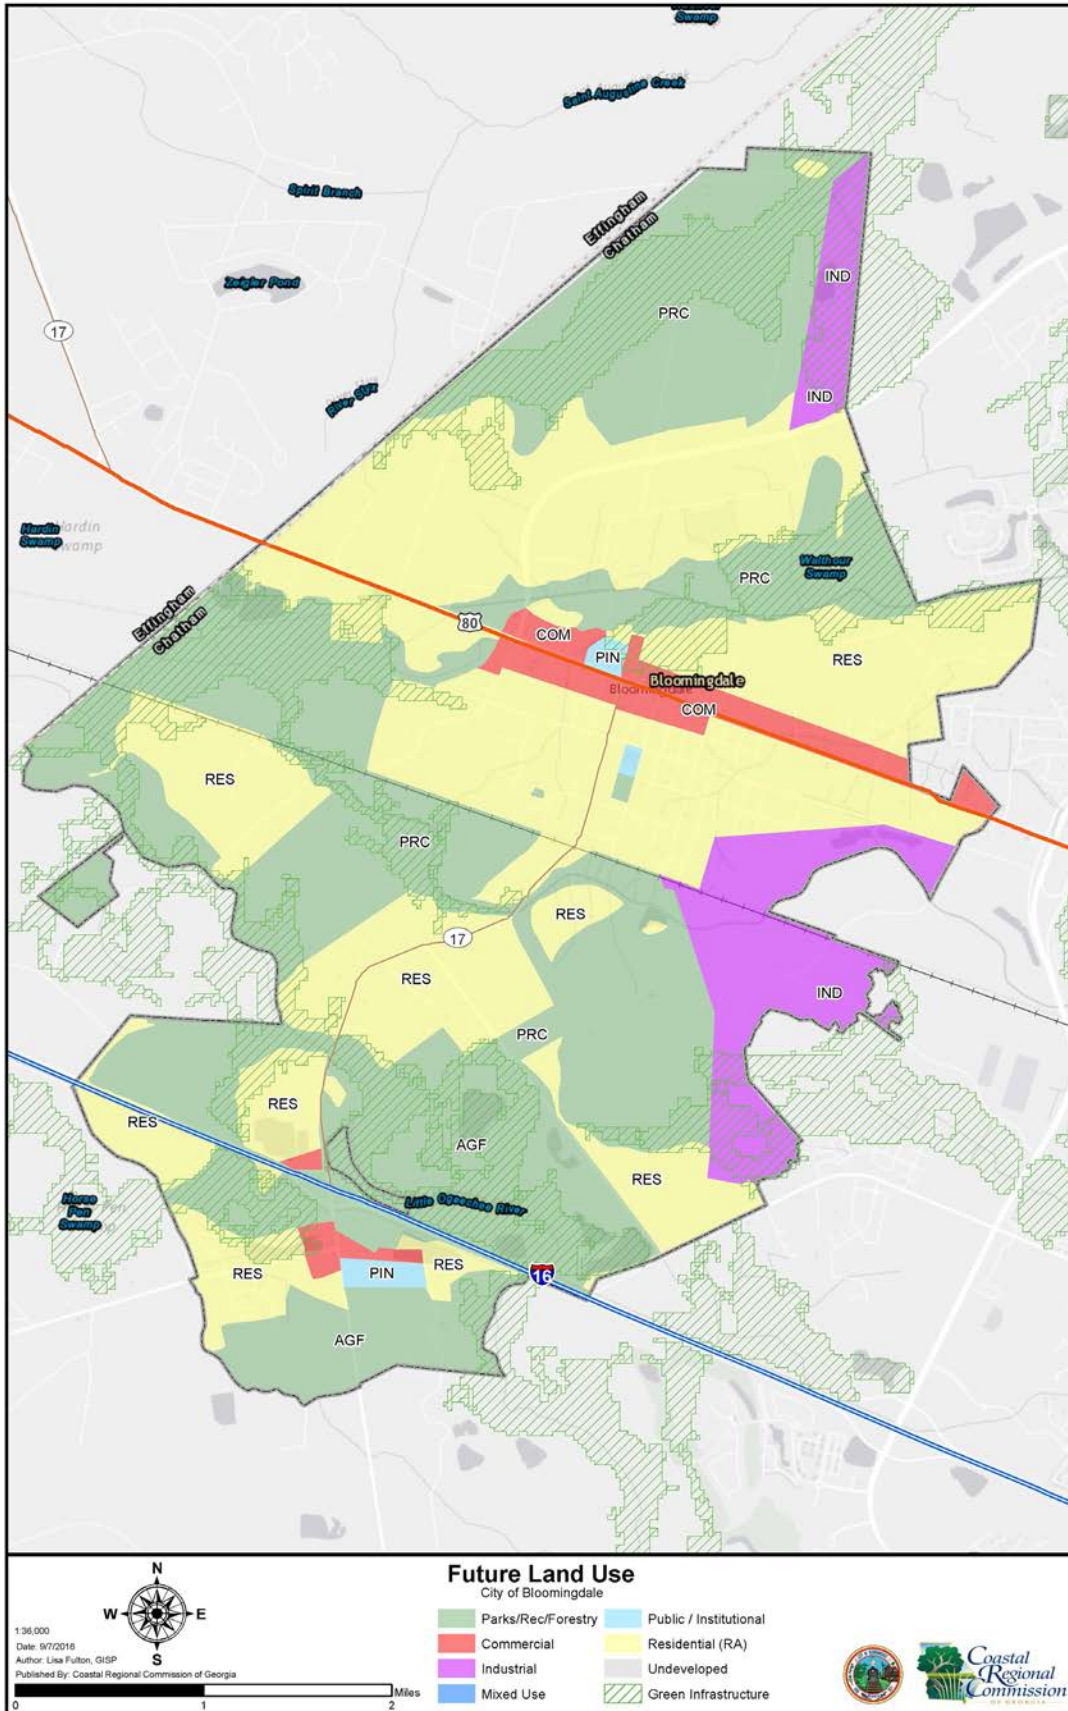 Swamp
Saint Augustine Creek
Spirit Branch
Effingham
Chatham
Zeigler Pond
IND
PRC
17
River Styx
IND
Hardin
Swamp
Hardin
Swamp
Walthour
Swamp
PRC
Effingham
Chatham
80
COM
PIN
RES
Bloomingdale
Bloomingdale
COM
RES
PRC
RES
17
RES
IND
PRC
RES
RES
AGF
RES
Horse
Pen
Swamp
Little Ogeechee River
RES
PIN
RES
16
AGF
N
W
E
S
1:36,000
Date: 9/7/2016
Author: Lisa Fulton, GISP
Published By: Coastal Regional Commission of Georgia
0 1 2 Miles
Future Land Use
City of Bloomingdale
Parks/Rec/Forestry
Commercial
Industrial
Mixed Use
Public / Institutional
Residential (RA)
Undeveloped
Green Infrastructure
Coastal
Regional
Commission
OF GEORGIA